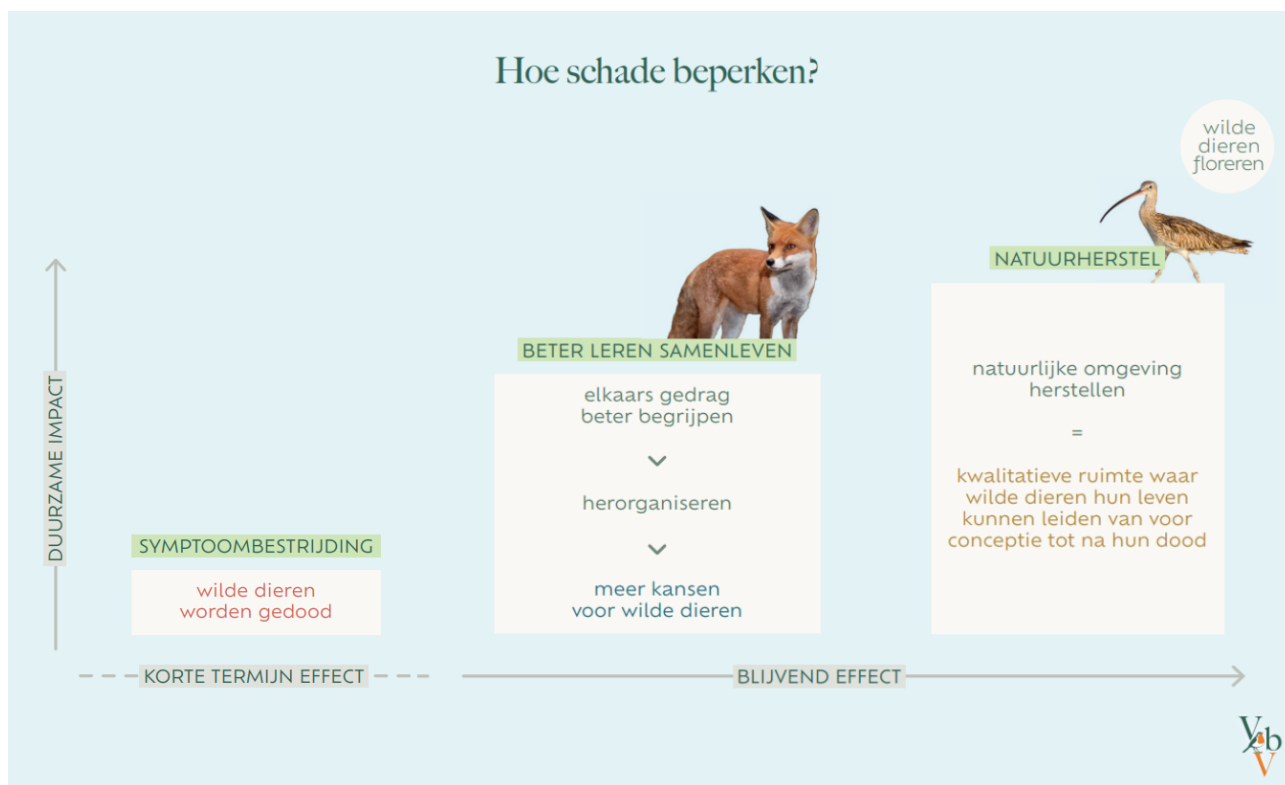 Hoe schade beperken?
wilde
dieren
floreren
NATUURHERSTEL
natuurlijke omgeving
herstellen
=
kwalitatieve ruimte waar
wilde dieren hun leven
kunnen leiden van voor
conceptie tot na hun dood
BETER LEREN SAMENLEVEN
elkaars gedrag
beter begrijpen
herorganiseren
meer kansen
voor wilde dieren
DUURZAME IMPACT
SYMPTOOMBESTRIJDING
wilde dieren
worden gedood
KORTE TERMIJN EFFECT
BLIJVEND EFFECT
VbV